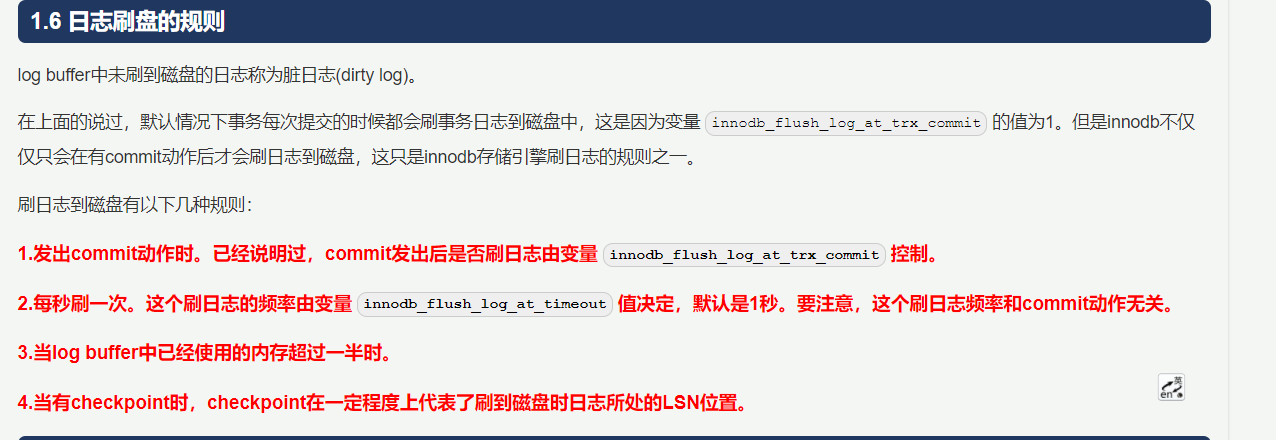 1.6 日志刷盘的规则
log buffer中未刷到磁盘的日志称为脏日志(dirty log)。
在上面的说过，默认情况下事务每次提交的时候都会刷事务日志到磁盘中，这是因为变量 innodb_flush_log_at_trx_commit 的值为1。但是innodb不仅
仅只会在有commit动作后才会刷日志到磁盘，这只是innodb存储引擎刷日志的规则之一。
刷日志到磁盘有以下几种规则：
1.发出commit动作时。已经说明过，commit发出后是否刷日志由变量 innodb_flush_log_at_trx_commit 控制。
2.每秒刷一次。这个刷日志的频率由变量 innodb_flush_log_at_timeout 值决定，默认是1秒。要注意，这个刷日志频率和commit动作无关。
3.当log buffer中已经使用的内存超过一半时。
英
en
4.当有checkpoint时，checkpoint在一定程度上代表了刷到磁盘时日志所处的LSN位置。